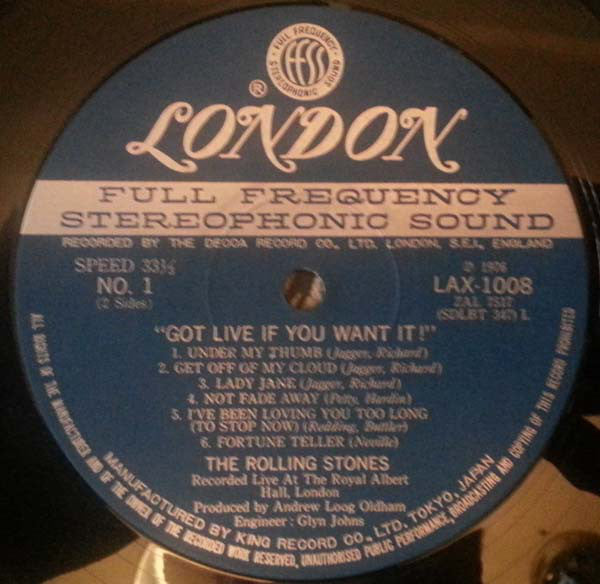 FULL FREQUENCY
ffss
STEREOPHONIC SOUND
®
LONDON
FULL FREQUENCY
STEREOPHONIC SOUND
RECORDED BY THE DECCA RECORD CO., LTD. LONDON, S.E.I., ENGLAND
SPEED 33⅓
NO. 1
(2 Sides)
℗ 1976
LAX-1008
ZAL 7517
(SDLBT 347) L
"GOT LIVE IF YOU WANT IT!"
1. UNDER MY THUMB (Jagger, Richard)
2. GET OFF OF MY CLOUD (Jagger, Richard)
3. LADY JANE (Jagger, Richard)
4. NOT FADE AWAY (Petty, Hardin)
5. I'VE BEEN LOVING YOU TOO LONG
(TO STOP NOW) (Redding, Buttler)
6. FORTUNE TELLER (Neville)
THE ROLLING STONES
Recorded Live At The Royal Albert
Hall, London
Produced by Andrew Loog Oldham
Engineer : Glyn Johns
MANUFACTURED BY KING RECORD CO., LTD, TOKYO, JAPAN
ALL RIGHTS OF THE MANUFACTURER AND OF THE OWNER OF THE RECORDED WORK RESERVED, UNAUTHORISED PUBLIC PERFORMANCE, BROADCASTING AND COPYING OF THIS RECORD PROHIBITED